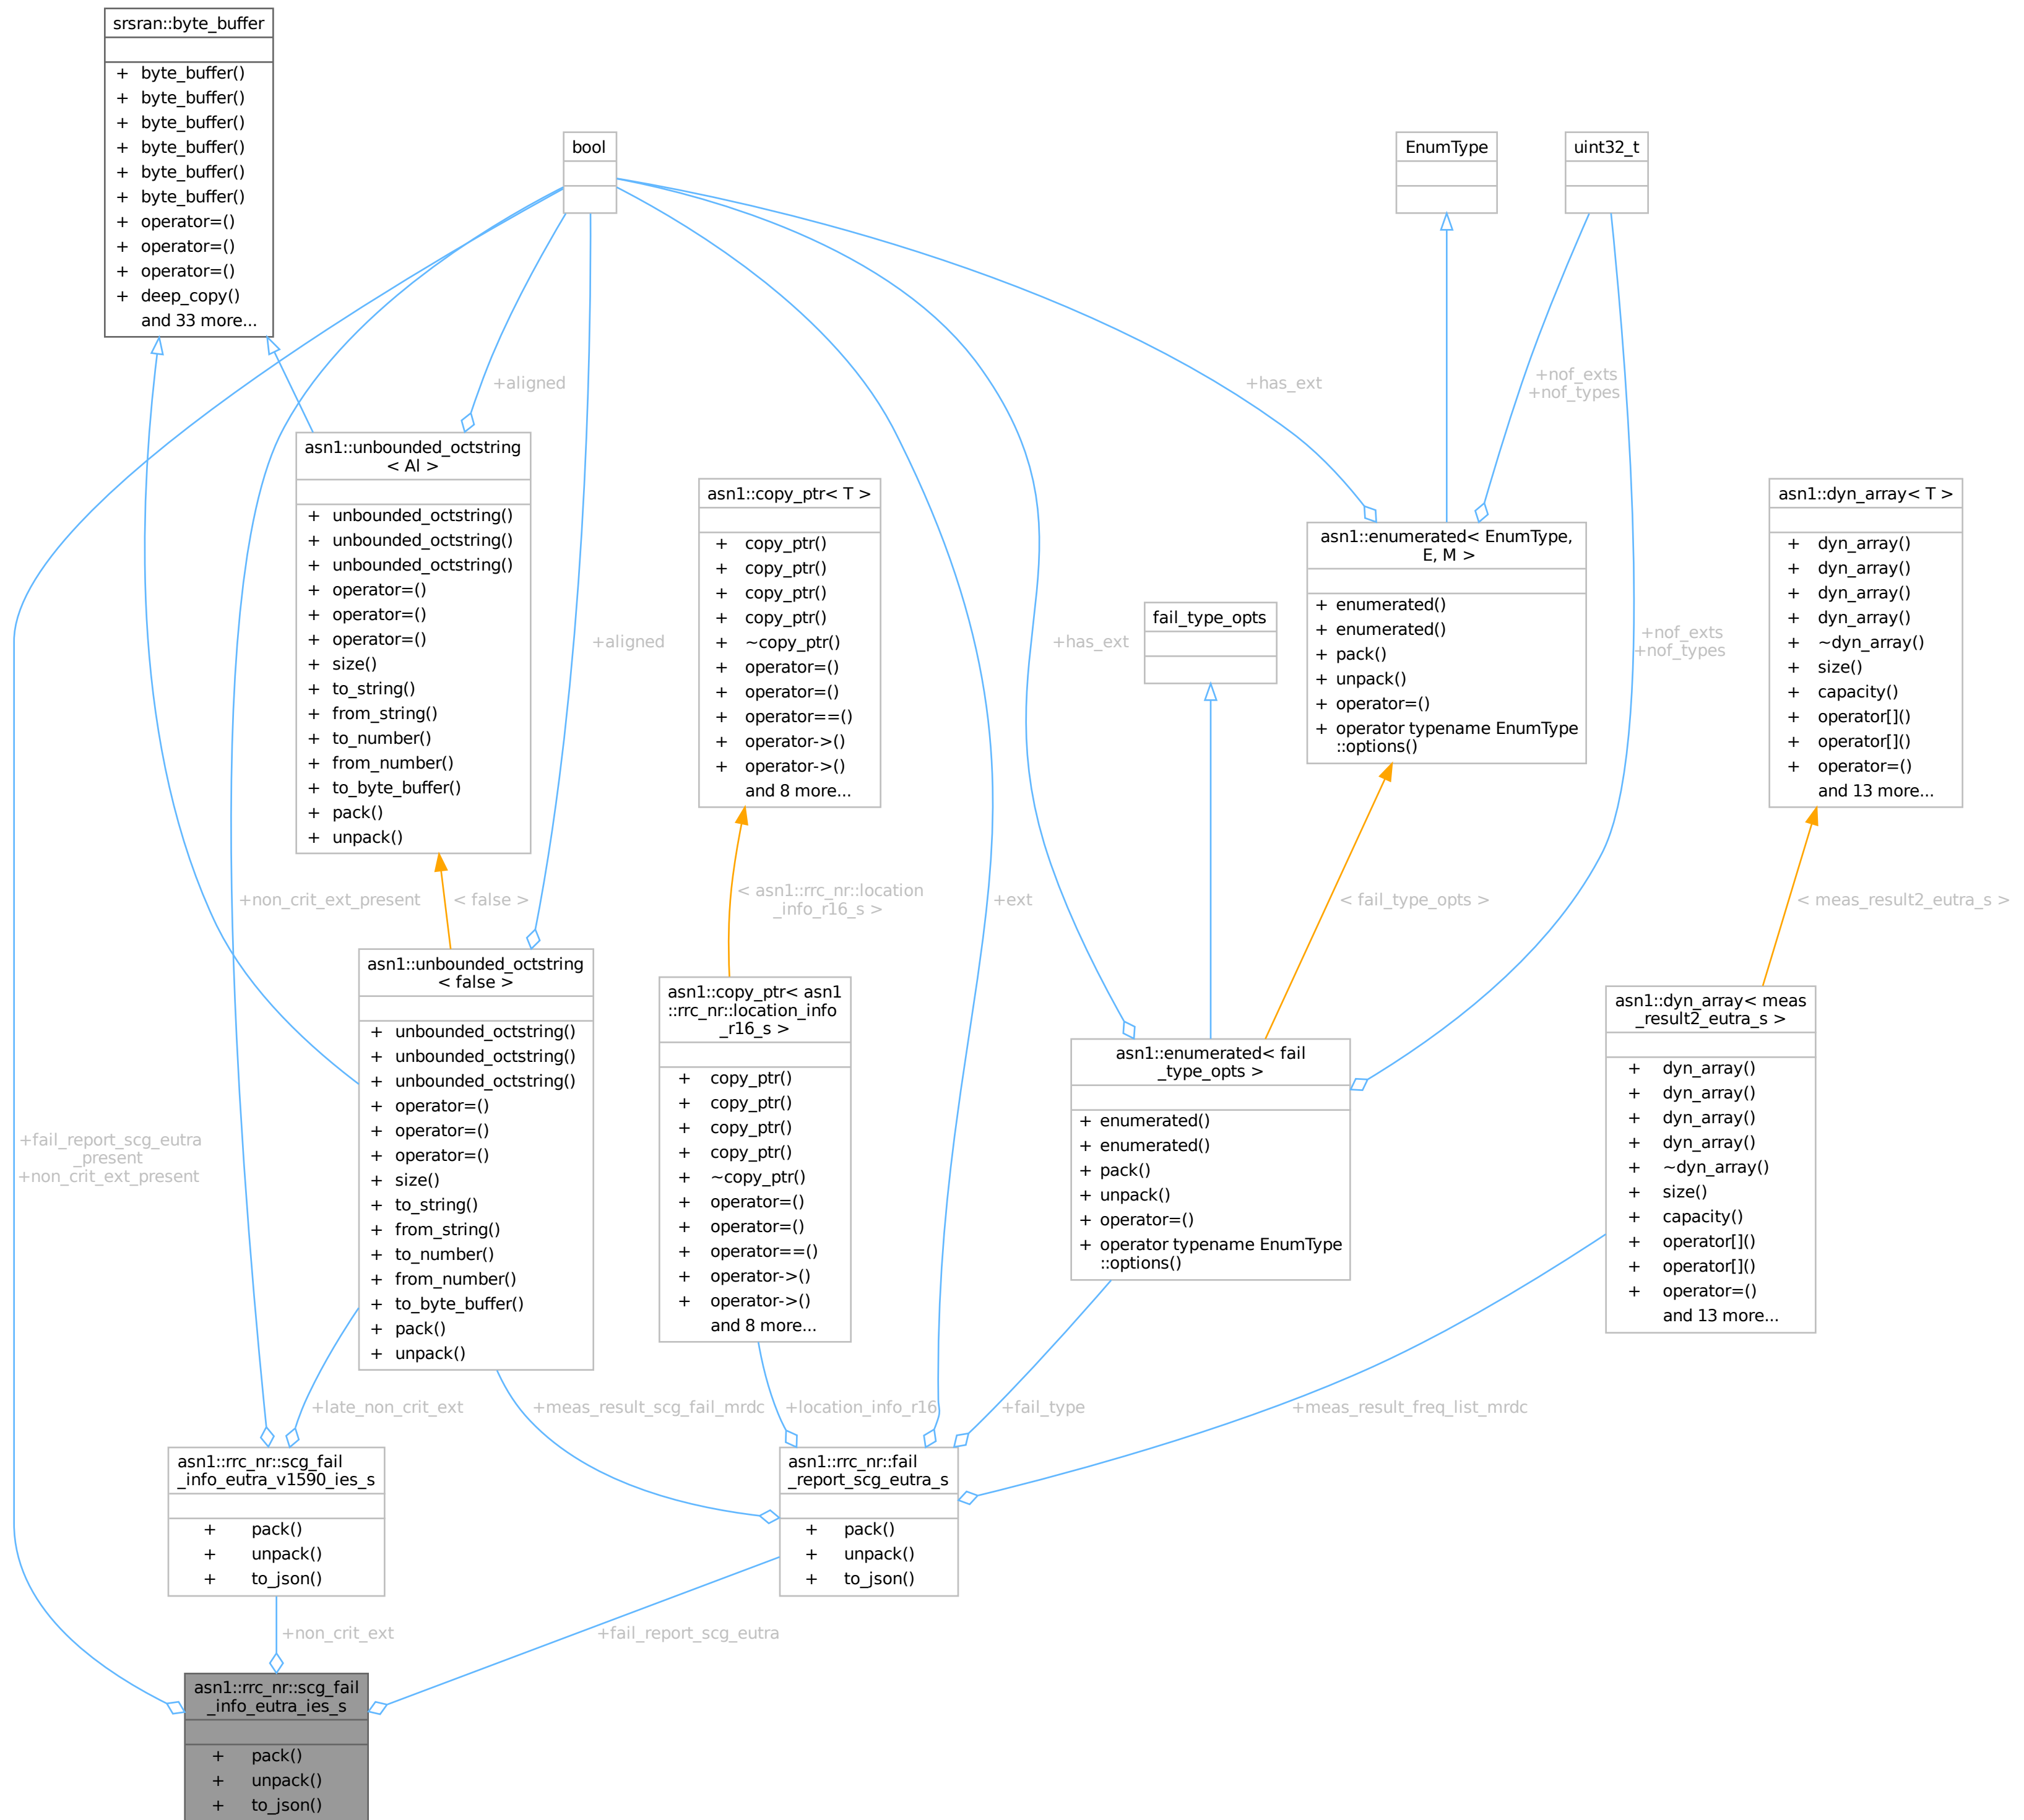 srsran::byte_buffer
+ byte_buffer()
+ byte_buffer()
+ byte_buffer()
+ byte_buffer()
+ byte_buffer()
+ byte_buffer()
+ operator=()
+ operator=()
+ operator=()
+ deep_copy()
and 33 more...
bool
EnumType
uint32_t
+aligned
+has_ext
+nof_exts
+nof_types
asn1::unbounded_octstring
< Al >
+ unbounded_octstring()
+ unbounded_octstring()
+ unbounded_octstring()
+ operator=()
+ operator=()
+ operator=()
+ size()
+ to_string()
+ from_string()
+ to_number()
+ from_number()
+ to_byte_buffer()
+ pack()
+ unpack()
+aligned
asn1::copy_ptr< T >
+ copy_ptr()
+ copy_ptr()
+ copy_ptr()
+ copy_ptr()
+ ~copy_ptr()
+ operator=()
+ operator=()
+ operator==()
+ operator->()
+ operator->()
and 8 more...
+has_ext
fail_type_opts
asn1::enumerated< EnumType,
E, M >
+ enumerated()
+ enumerated()
+ pack()
+ unpack()
+ operator=()
+ operator typename EnumType
::options()
+nof_exts
+nof_types
asn1::dyn_array< T >
+ dyn_array()
+ dyn_array()
+ dyn_array()
+ dyn_array()
+ ~dyn_array()
+ size()
+ capacity()
+ operator[]()
+ operator[]()
+ operator=()
and 13 more...
+non_crit_ext_present
< false >
< asn1::rrc_nr::location
_info_r16_s >
+ext
< fail_type_opts >
< meas_result2_eutra_s >
asn1::unbounded_octstring
< false >
+ unbounded_octstring()
+ unbounded_octstring()
+ unbounded_octstring()
+ operator=()
+ operator=()
+ operator=()
+ size()
+ to_string()
+ from_string()
+ to_number()
+ from_number()
+ to_byte_buffer()
+ pack()
+ unpack()
asn1::copy_ptr< asn1
::rrc_nr::location_info
_r16_s >
+ copy_ptr()
+ copy_ptr()
+ copy_ptr()
+ copy_ptr()
+ ~copy_ptr()
+ operator=()
+ operator=()
+ operator==()
+ operator->()
+ operator->()
and 8 more...
asn1::enumerated< fail
_type_opts >
+ enumerated()
+ enumerated()
+ pack()
+ unpack()
+ operator=()
+ operator typename EnumType
::options()
asn1::dyn_array< meas
_result2_eutra_s >
+ dyn_array()
+ dyn_array()
+ dyn_array()
+ dyn_array()
+ ~dyn_array()
+ size()
+ capacity()
+ operator[]()
+ operator[]()
+ operator=()
and 13 more...
+fail_report_scg_eutra
_present
+non_crit_ext_present
+late_non_crit_ext
+meas_result_scg_fail_mrdc
+location_info_r16
+fail_type
+meas_result_freq_list_mrdc
asn1::rrc_nr::scg_fail
_info_eutra_v1590_ies_s
+ pack()
+ unpack()
+ to_json()
asn1::rrc_nr::fail
_report_scg_eutra_s
+ pack()
+ unpack()
+ to_json()
+non_crit_ext
+fail_report_scg_eutra
asn1::rrc_nr::scg_fail
_info_eutra_ies_s
+ pack()
+ unpack()
+ to_json()